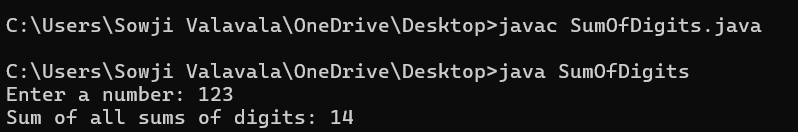 C:\Users\Sowji Valavala\OneDrive\Desktop>javac SumOfDigits.java
C:\Users\Sowji Valavala\OneDrive\Desktop>java SumOfDigits
Enter a number: 123
Sum of all sums of digits: 14